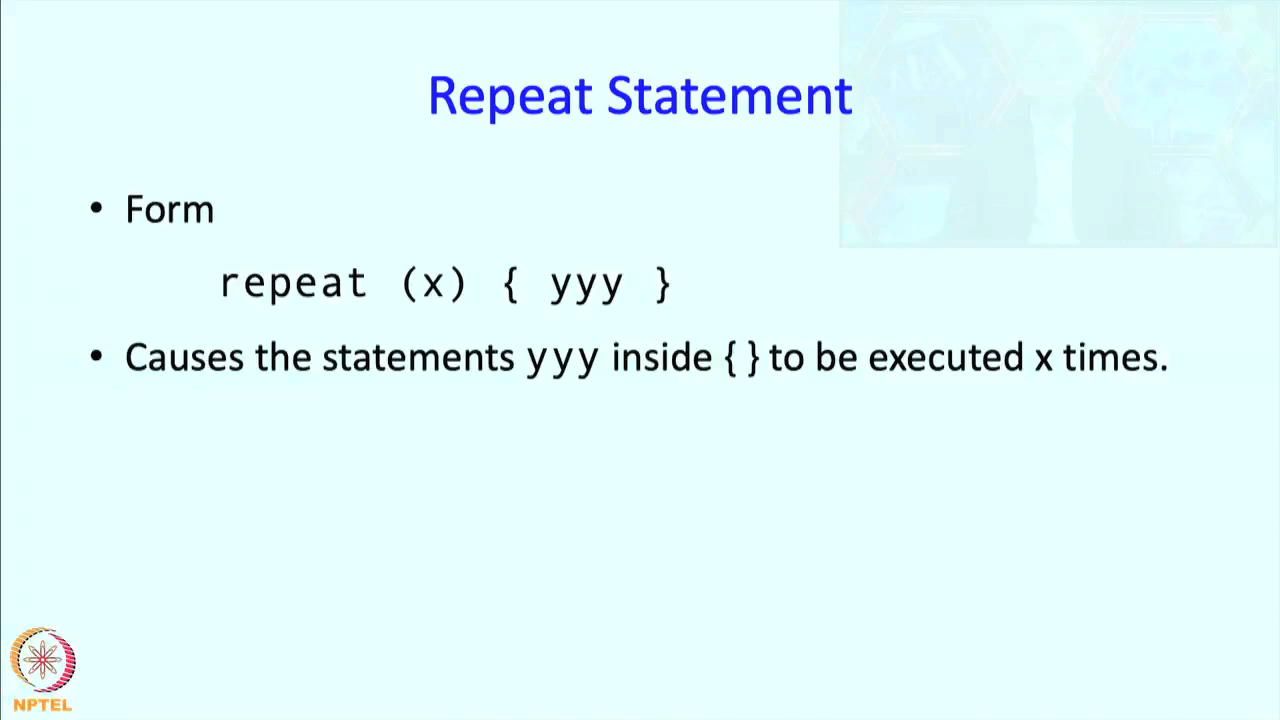 Repeat Statement
• Form
repeat (x) { yyy }
• Causes the statements yyy inside { } to be executed x times.
NPTEL